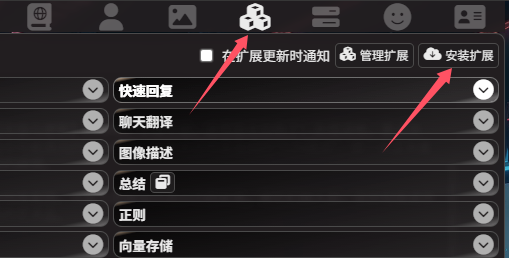 在扩展更新时通知 管理扩展 安装扩展
快速回复
聊天翻译
图像描述
总结
正则
向量存储